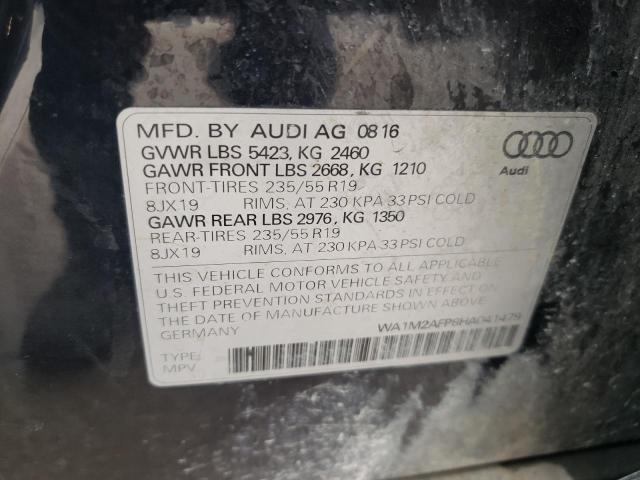 MFD. BY AUDI AG 0816
GVWR LBS 5423, KG 2460
GAWR FRONT LBS 2668, KG 1210
FRONT-TIRES 235/55 R19
8JX19 RIMS, AT 230 KPA 33 PSI COLD
GAWR REAR LBS 2976, KG 1350
REAR-TIRES 235/55 R19
8JX19 RIMS, AT 230 KPA 33 PSI COLD
THIS VEHICLE CONFORMS TO ALL APPLICABLE
U.S. FEDERAL MOTOR VEHICLE SAFETY AND
THEFT PREVENTION STANDARDS IN EFFECT ON
THE DATE OF MANUFACTURE SHOWN ABOVE.
GERMANY
WA1M2AFP8HA041479
TYPE:
MPV
Audi